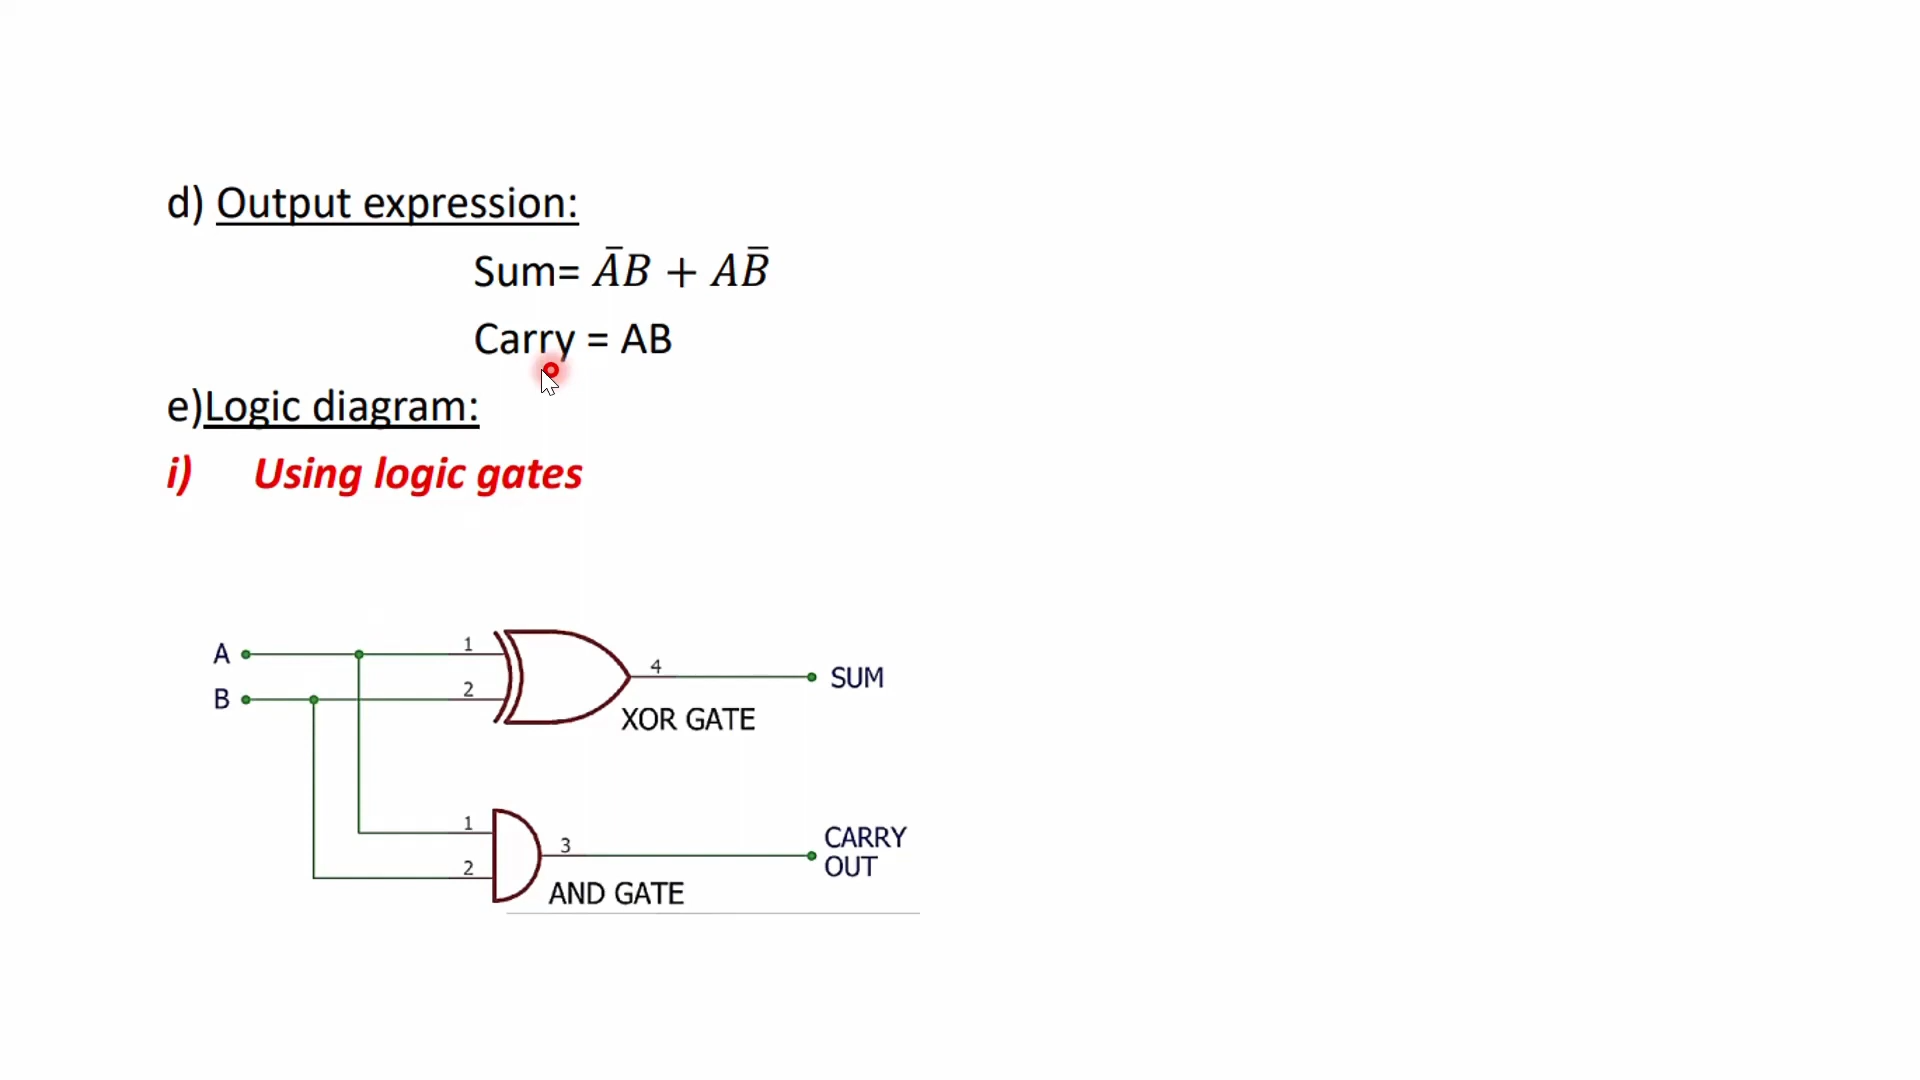 d) Output expression:
Sum= ĀB + AB̄
Carry = AB
e)Logic diagram:
i) Using logic gates
A 1 4 SUM
B 2
XOR GATE
1 3 CARRY
OUT
2
AND GATE